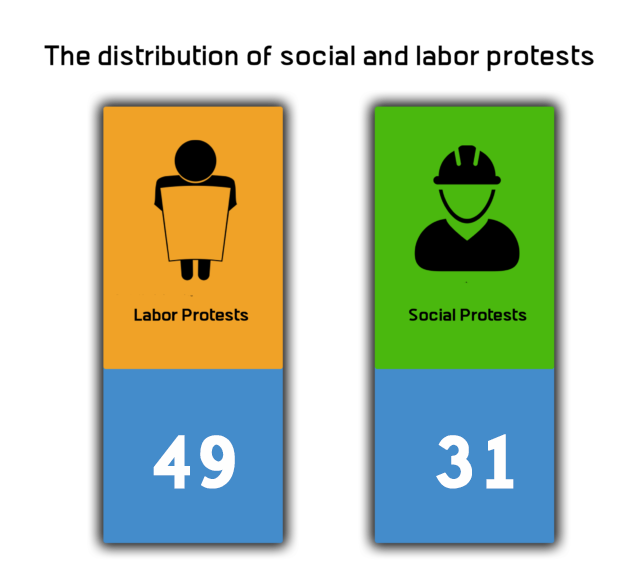 The distribution of social and labor protests
Labor Protests
Social Protests
49
31